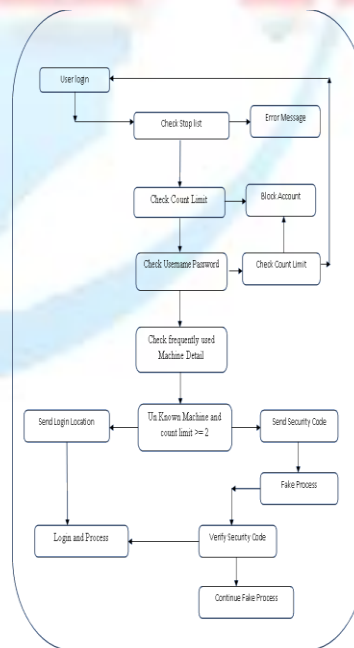 User login
Check Stop list
Error Message
Check Count Limit
Block Account
Check Username Password
Check Count Limit
Check frequently used
Machine Detail
Send Login Location
Un Known Machine and
count limit >= 2
Send Security Code
Fake Process
Login and Process
Verify Security Code
Continue Fake Process